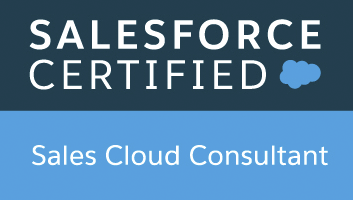 SALESFORCE
CERTIFIED
Sales Cloud Consultant